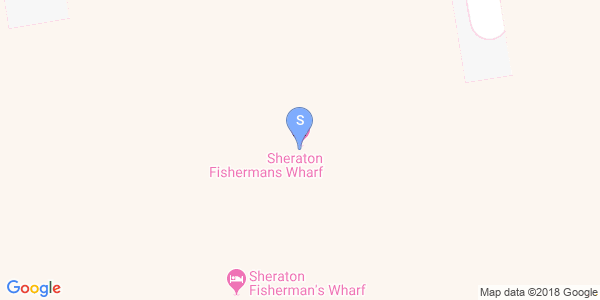 S
Sheraton
Fishermans Wharf
Sheraton
Fisherman's Wharf
Google
Map data ©2018 Google